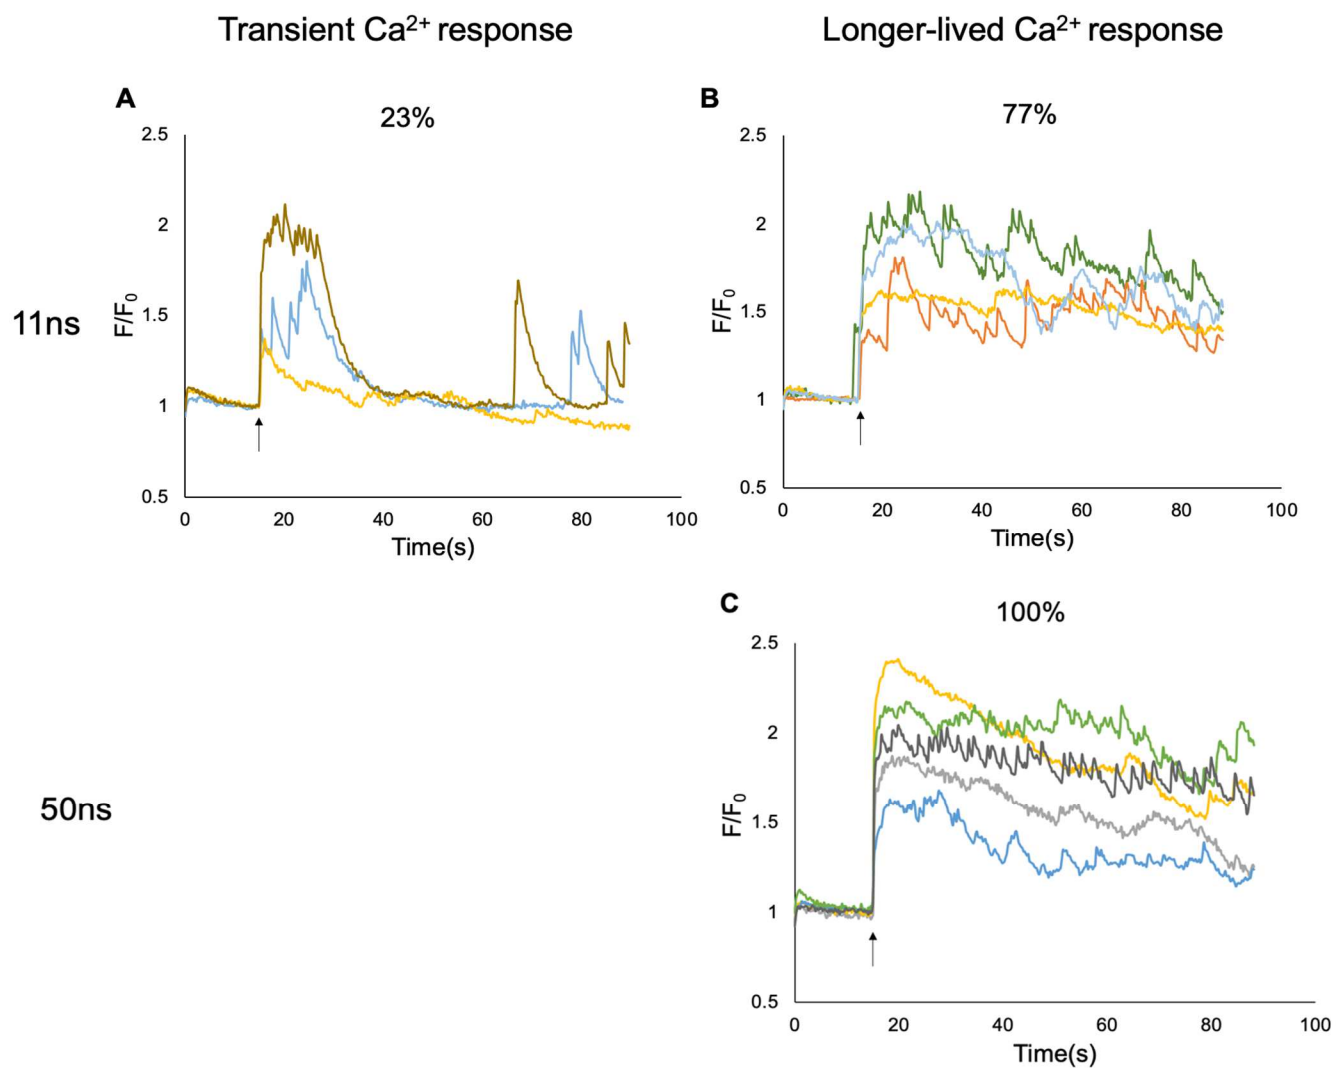 Transient Ca²⁺ response
Longer-lived Ca²⁺ response
11ns
A
23%
2.5
2
1.5
1
0.5
F/F₀
0 20 40 60 80 100
Time(s)
B
77%
2.5
2
1.5
1
0.5
F/F₀
0 20 40 60 80 100
Time(s)
50ns
C
100%
2.5
2
1.5
1
0.5
F/F₀
0 20 40 60 80 100
Time(s)